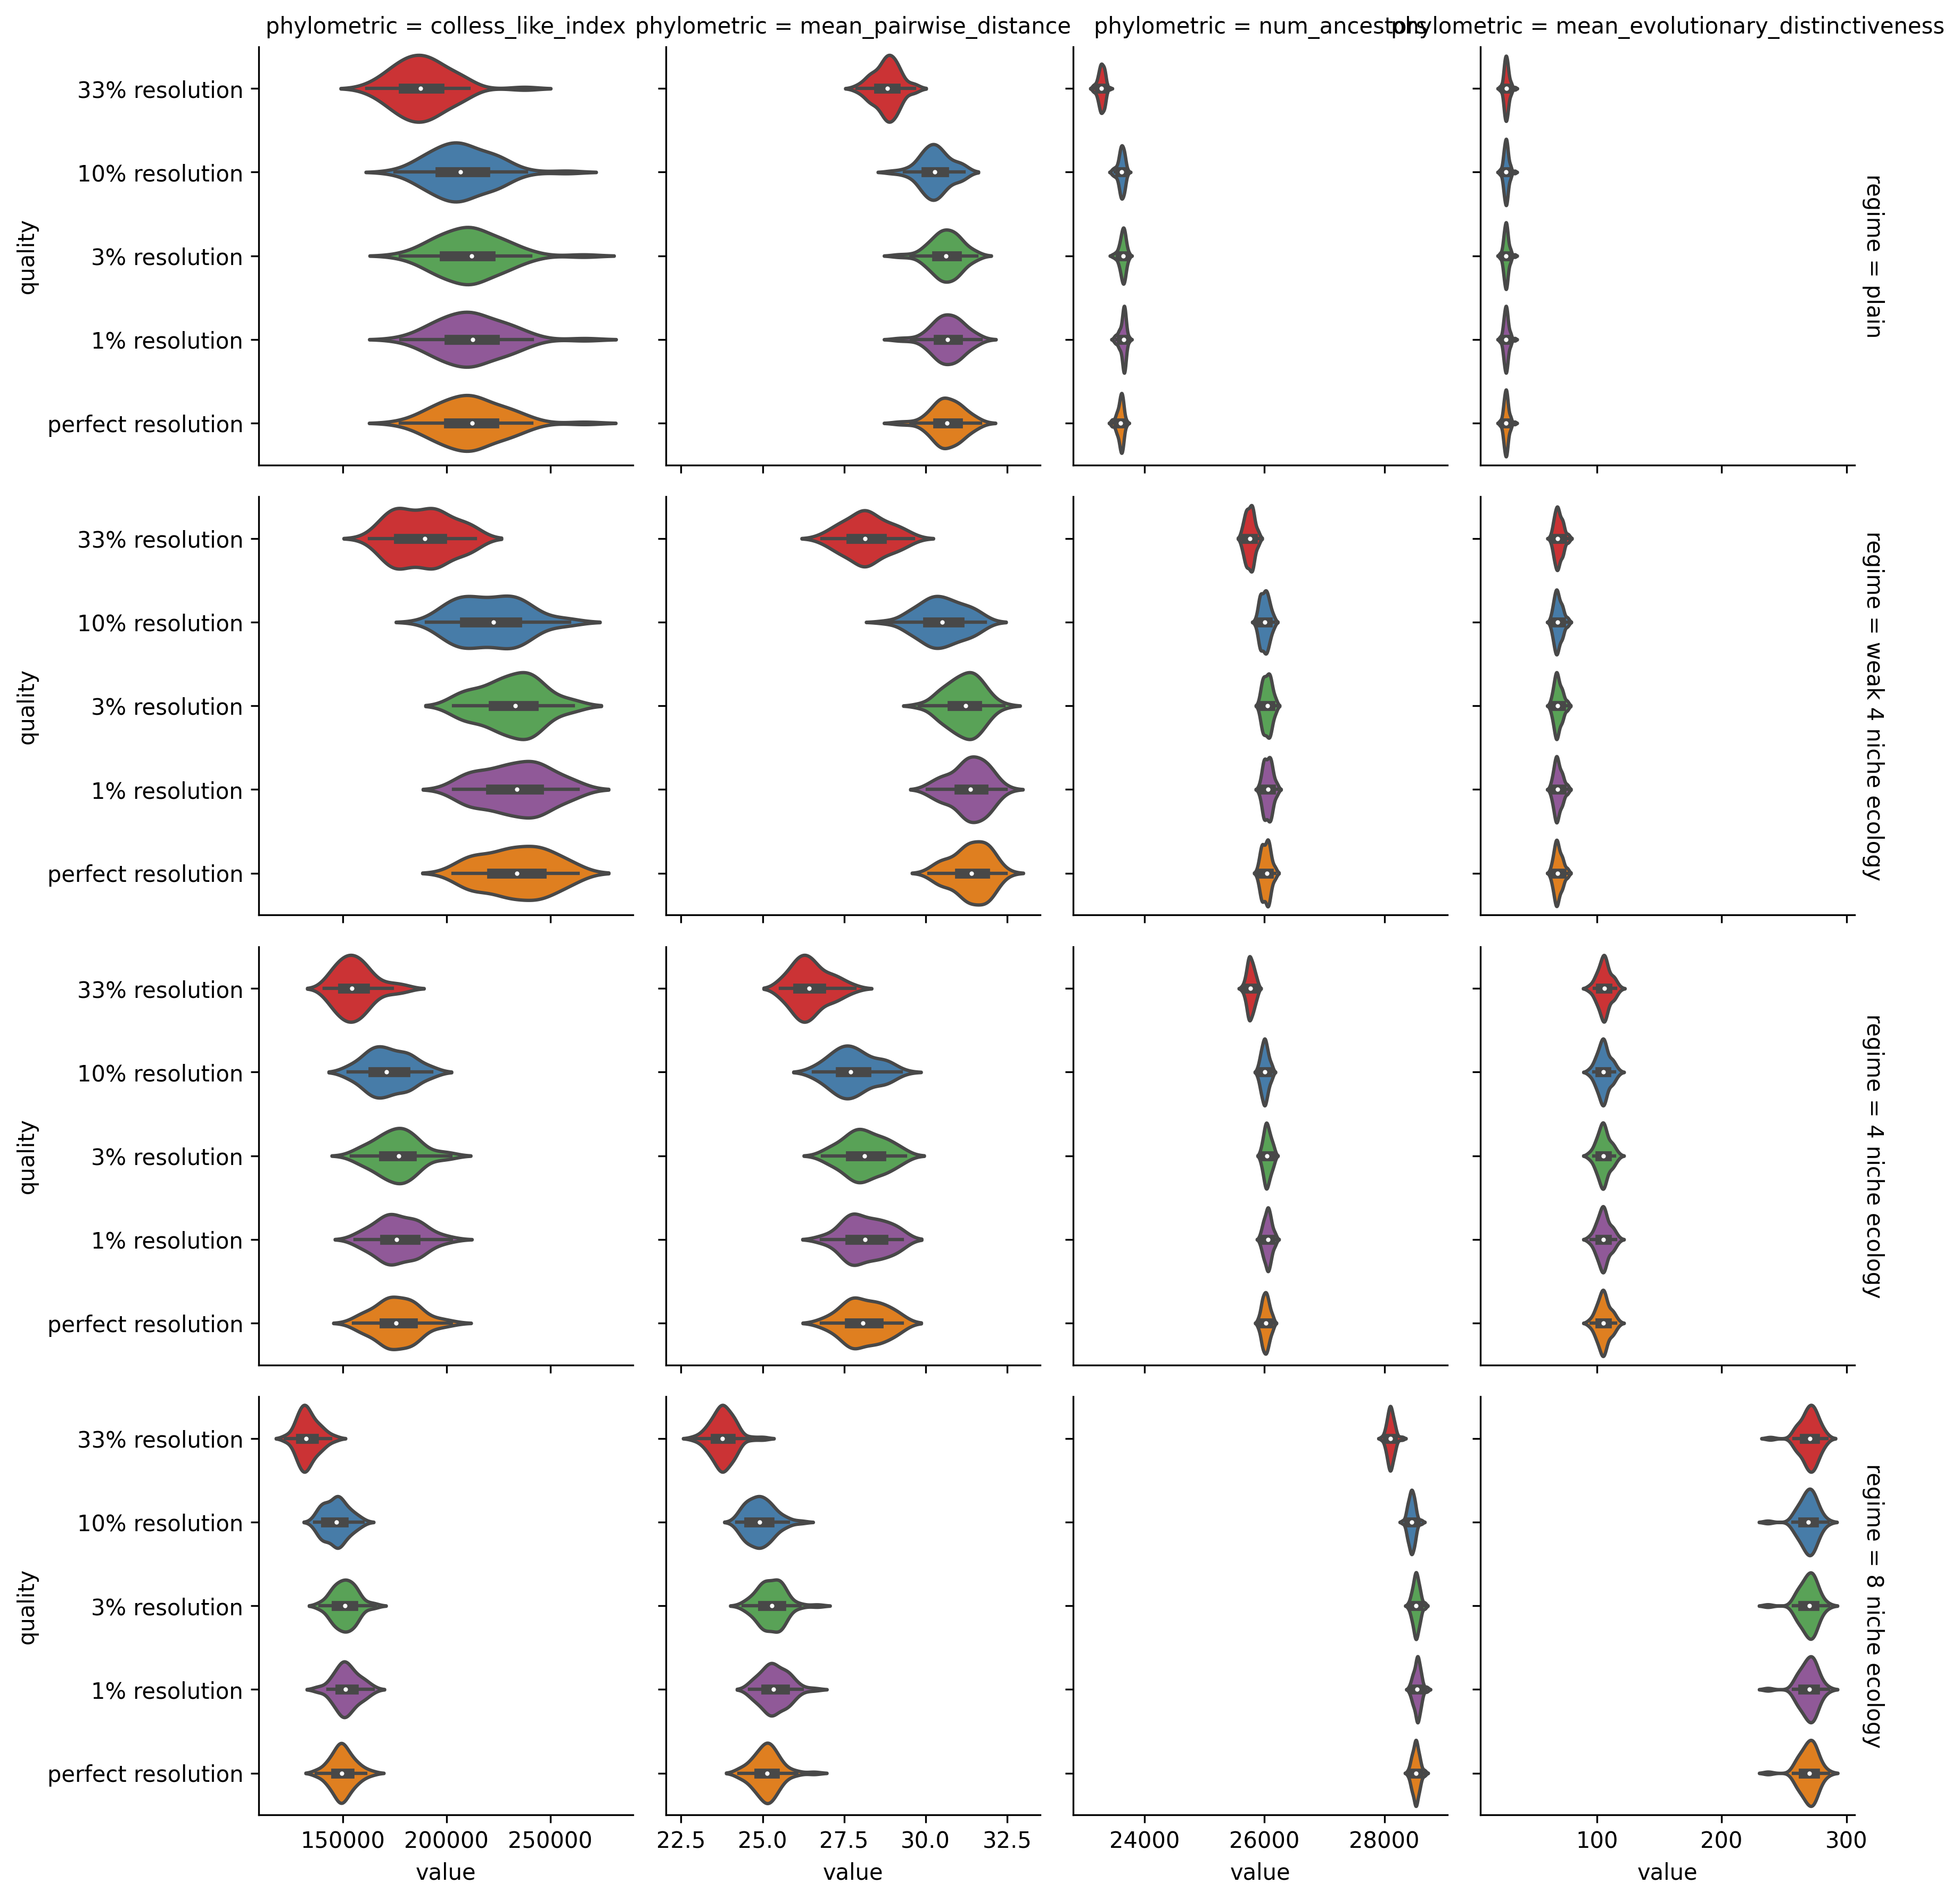 phylometric = colless_like_index
phylometric = mean_pairwise_distance
phylometric = num_ancestors
phylometric = mean_evolutionary_distinctiveness
quality
33% resolution
10% resolution
3% resolution
1% resolution
perfect resolution
regime = plain
quality
33% resolution
10% resolution
3% resolution
1% resolution
perfect resolution
regime = weak 4 niche ecology
quality
33% resolution
10% resolution
3% resolution
1% resolution
perfect resolution
regime = 4 niche ecology
quality
33% resolution
10% resolution
3% resolution
1% resolution
perfect resolution
regime = 8 niche ecology
150000 200000 250000
22.5 25.0 27.5 30.0 32.5
24000 26000 28000
100 200 300
value
value
value
value